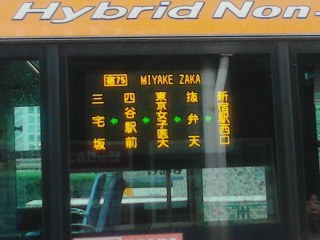 Hybrid Non-
宿75 MIYAKE ZAKA
三宅坂
四谷駅前
東京女子医大
抜弁天
新宿駅西口